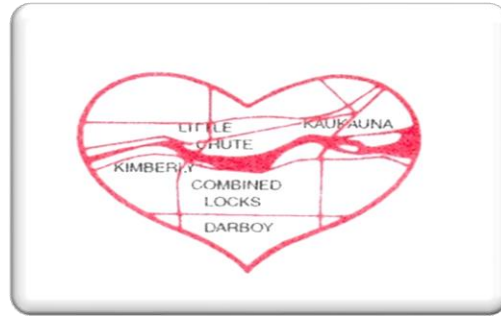 LITTLE
CHUTE
KAUKAUNA
KIMBERLY
COMBINED
LOCKS
DARBOY